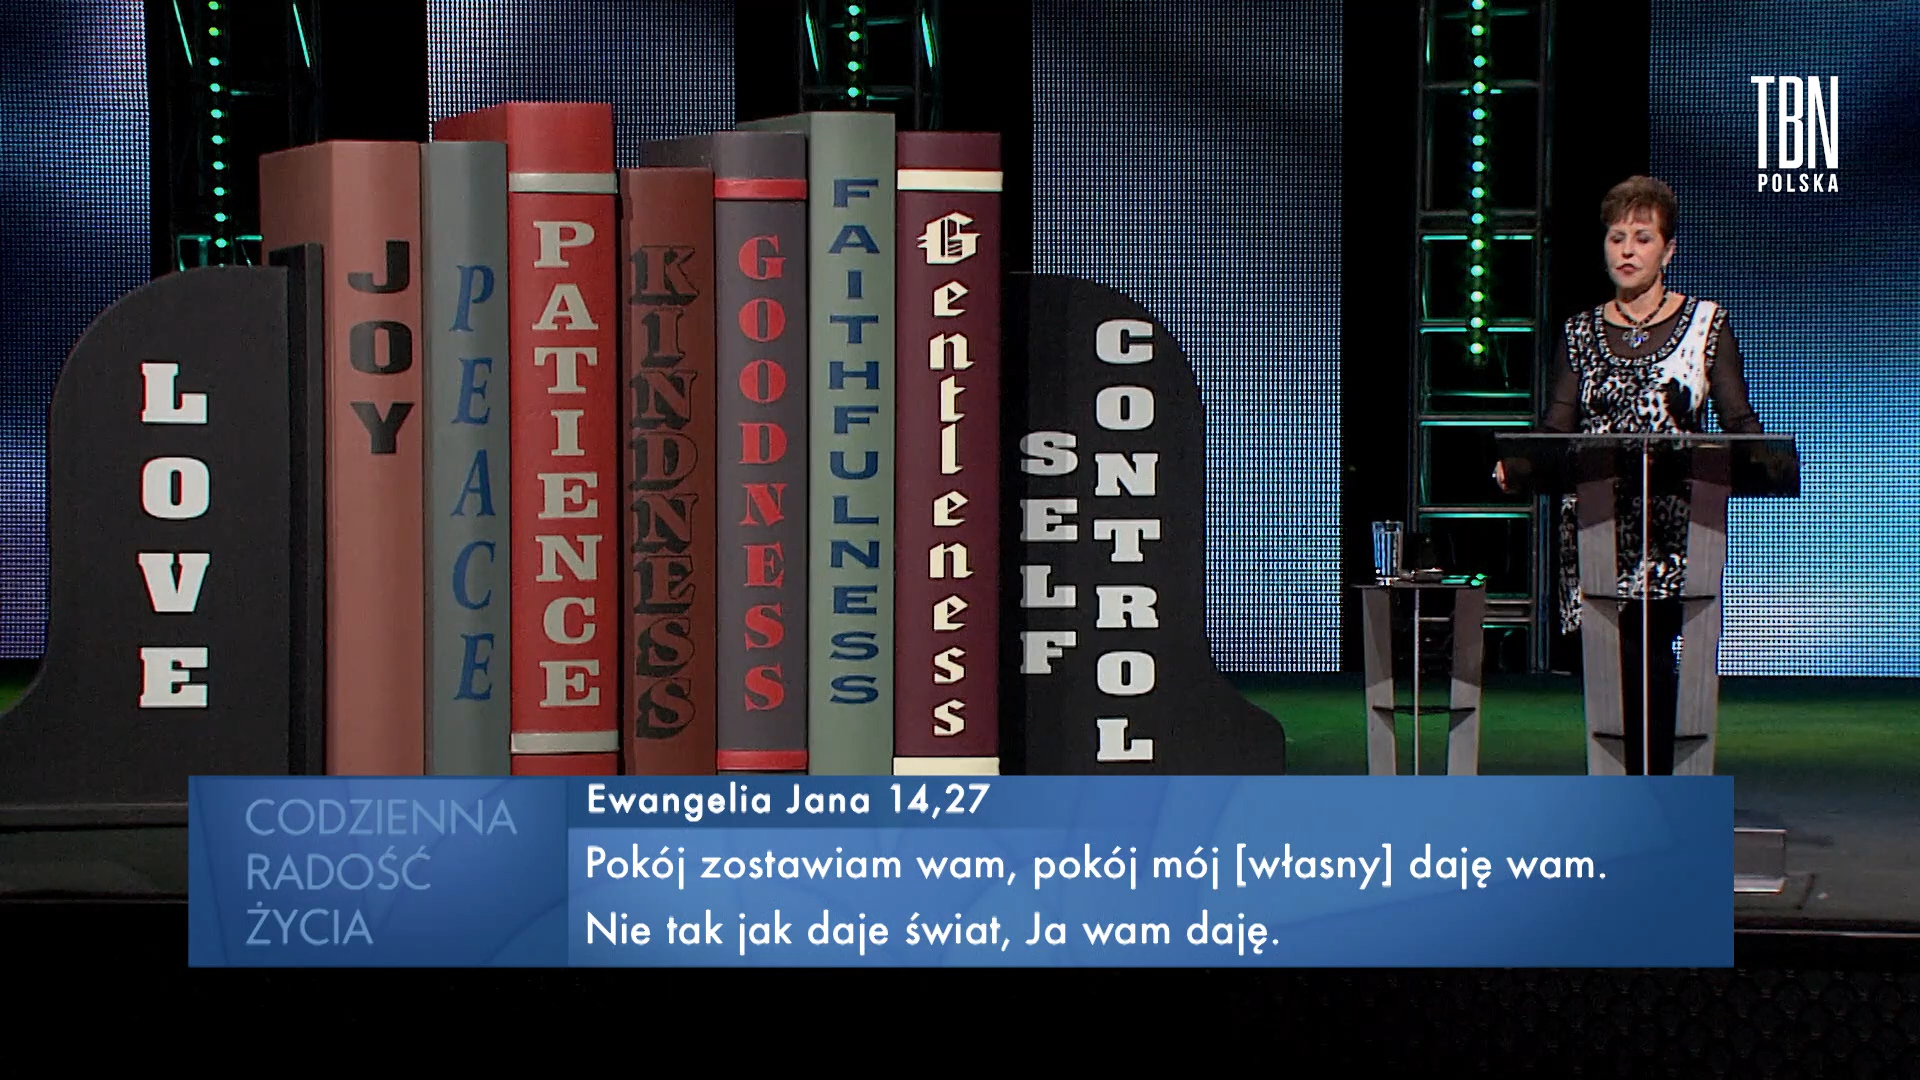 TBN
POLSKA
LOVE
JOY
PEACE
PATIENCE
KINDNESS
GOODNESS
FAITHFULNESS
Gentleness
SELF
CONTROL
CODZIENNA
RADOŚĆ
ŻYCIA
Ewangelia Jana 14,27
Pokój zostawiam wam, pokój mój [własny] daję wam.
Nie tak jak daje świat, Ja wam daję.